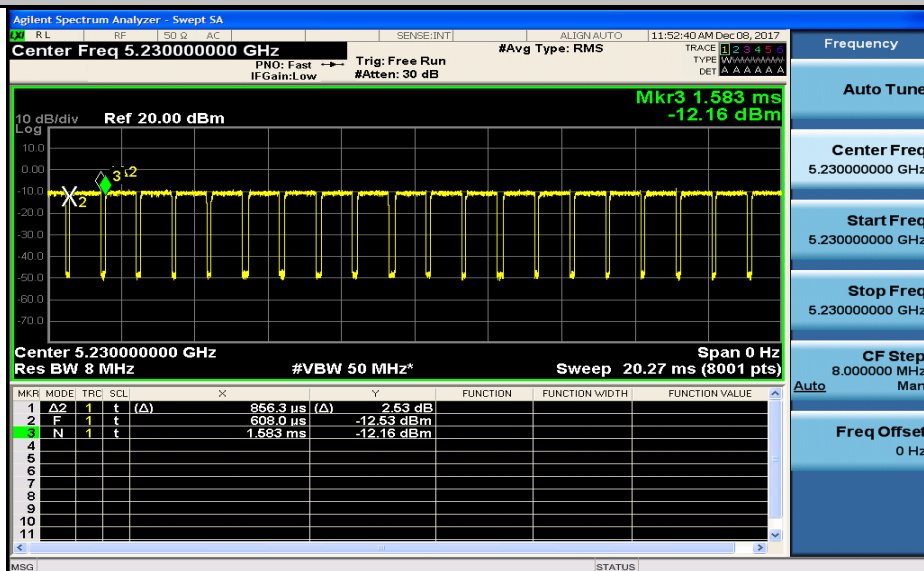 Agilent Spectrum Analyzer - Swept SA
LXI RL RF 50 Ω AC SENSE:INT ALIGN AUTO 11:52:40 AM Dec 08, 2017
Center Freq 5.230000000 GHz #Avg Type: RMS TRACE 1 2 3 4 5 6
PNO: Fast Trig: Free Run TYPE WWWWWW
IFGain:Low #Atten: 30 dB DET A A A A A A
Mkr3 1.583 ms
10 dB/div Ref 20.00 dBm -12.16 dBm
Log
10.0
0.00
-10.0
-20.0
-30.0
-40.0
-50.0
-60.0
-70.0
3
2
2
Center 5.230000000 GHz Span 0 Hz
Res BW 8 MHz #VBW 50 MHz* Sweep 20.27 ms (8001 pts)
MKR MODE TRC SCL X Y FUNCTION FUNCTION WIDTH FUNCTION VALUE
1 Δ2 1 t (Δ) 856.3 µs (Δ) 2.53 dB
2 F 1 t 608.0 µs -12.53 dBm
3 N 1 t 1.583 ms -12.16 dBm
4
5
6
7
8
9
10
11
MSG STATUS
Frequency
Auto Tune
Center Freq
5.230000000 GHz
Start Freq
5.230000000 GHz
Stop Freq
5.230000000 GHz
CF Step
8.000000 MHz
Auto Man
Freq Offset
0 Hz